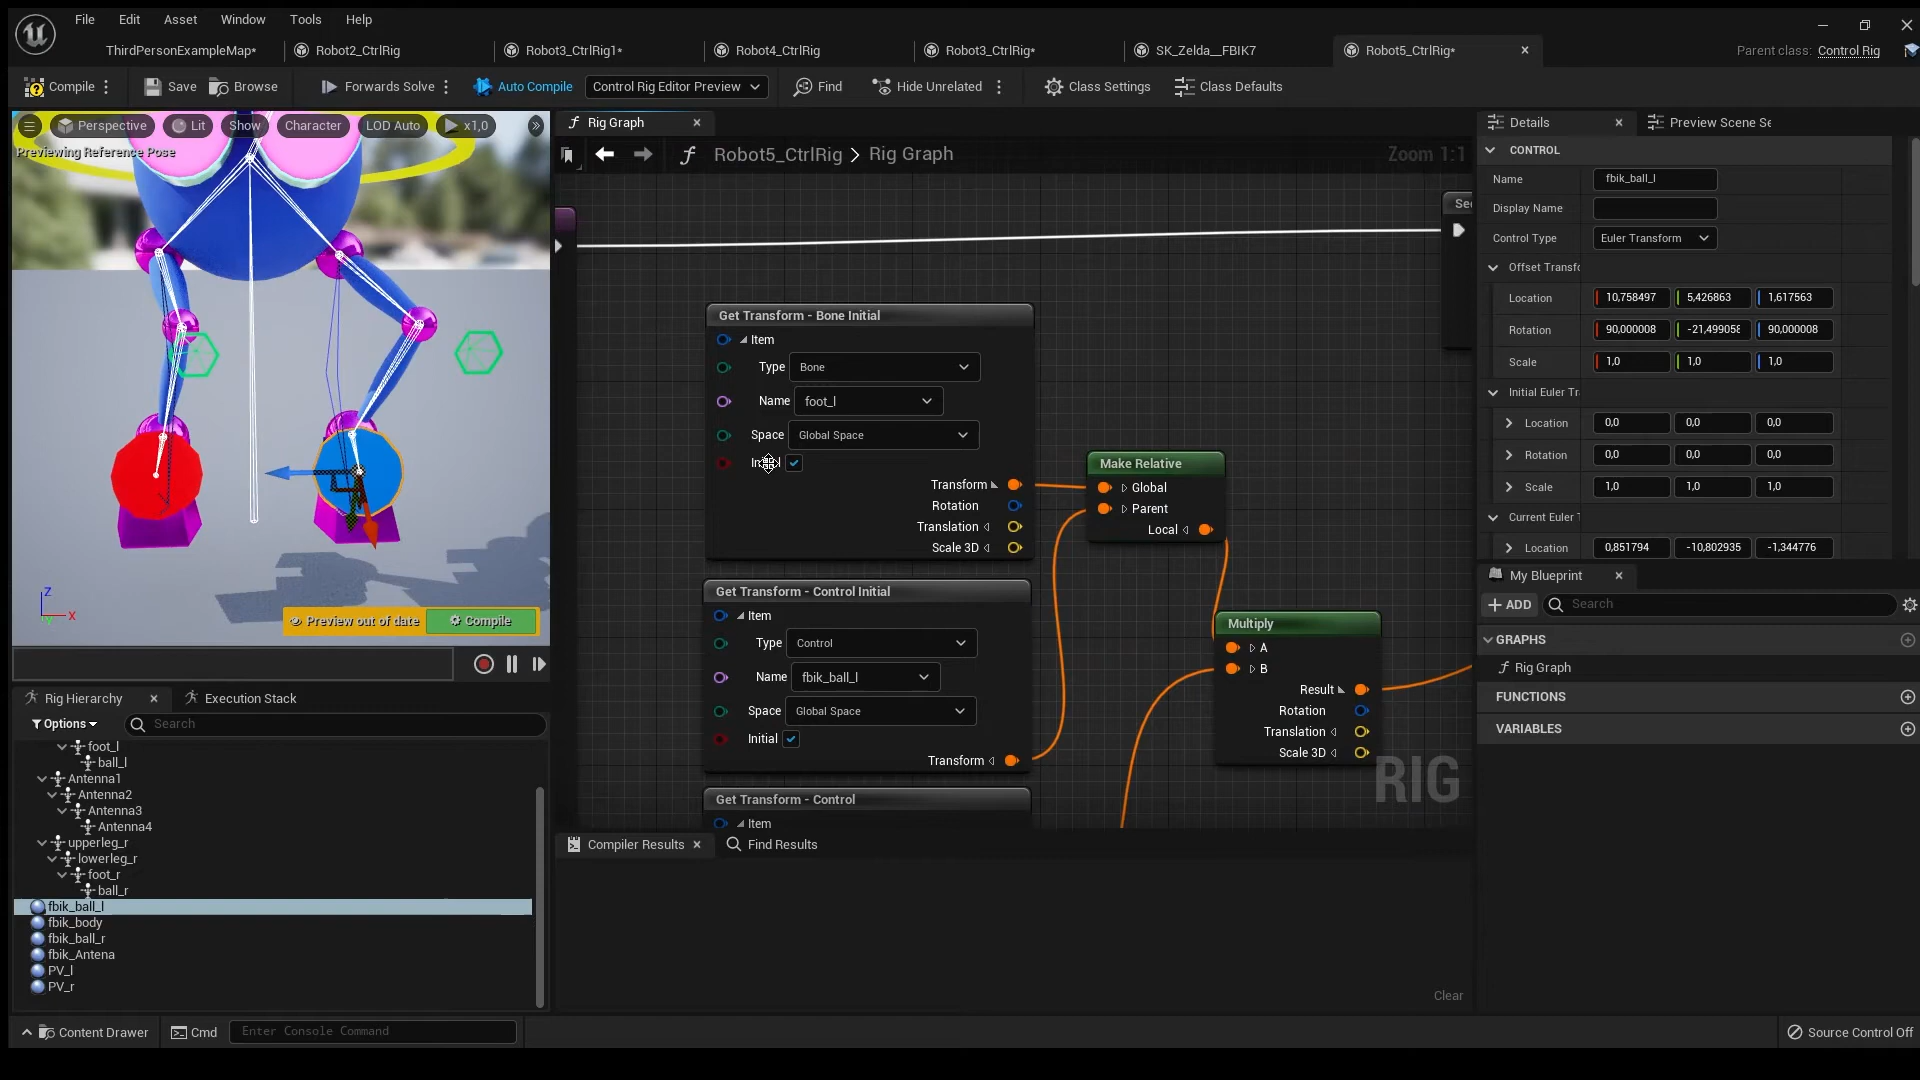 File Edit Asset Window Tools Help
ThirdPersonExampleMap* Robot2_CtrlRig Robot3_CtrlRig1* Robot4_CtrlRig Robot3_CtrlRig* SK_Zelda__FBIK7 Robot5_CtrlRig* Parent class: Control Rig
Compile Save Browse Forwards Solve Auto Compile Control Rig Editor Preview Find Hide Unrelated Class Settings Class Defaults
Perspective Lit Show Character LOD Auto x1,0
Previewing Reference Pose
Z
X
Preview out of date Compile
Rig Hierarchy Execution Stack
Options Search
foot_l
ball_l
Antenna1
Antenna2
Antenna3
Antenna4
upperleg_r
lowerleg_r
foot_r
ball_r
fbik_ball_l
fbik_body
fbik_ball_r
fbik_Antena
PV_l
PV_r
Rig Graph
Robot5_CtrlRig > Rig Graph Zoom 1:1
Get Transform - Bone Initial
Item
Type Bone
Name foot_l
Space Global Space
Transform
Rotation
Translation
Scale 3D
Get Transform - Control Initial
Item
Type Control
Name fbik_ball_l
Space Global Space
Initial
Transform
Get Transform - Control
Item
Make Relative
Global
Parent
Local
Multiply
A
B
Result
Rotation
Translation
Scale 3D
RIG
Compiler Results Find Results
Clear
Details Preview Scene Se
CONTROL
Name fbik_ball_l
Display Name
Control Type Euler Transform
Offset Transfc
Location 10,758497 5,426863 1,617563
Rotation 90,000008 -21,499058 90,000008
Scale 1,0 1,0 1,0
Initial Euler Tr
Location 0,0 0,0 0,0
Rotation 0,0 0,0 0,0
Scale 1,0 1,0 1,0
Current Euler T
Location 0,851794 -10,802935 -1,344776
My Blueprint
ADD Search
GRAPHS
Rig Graph
FUNCTIONS
VARIABLES
Content Drawer Cmd Enter Console Command Source Control Off